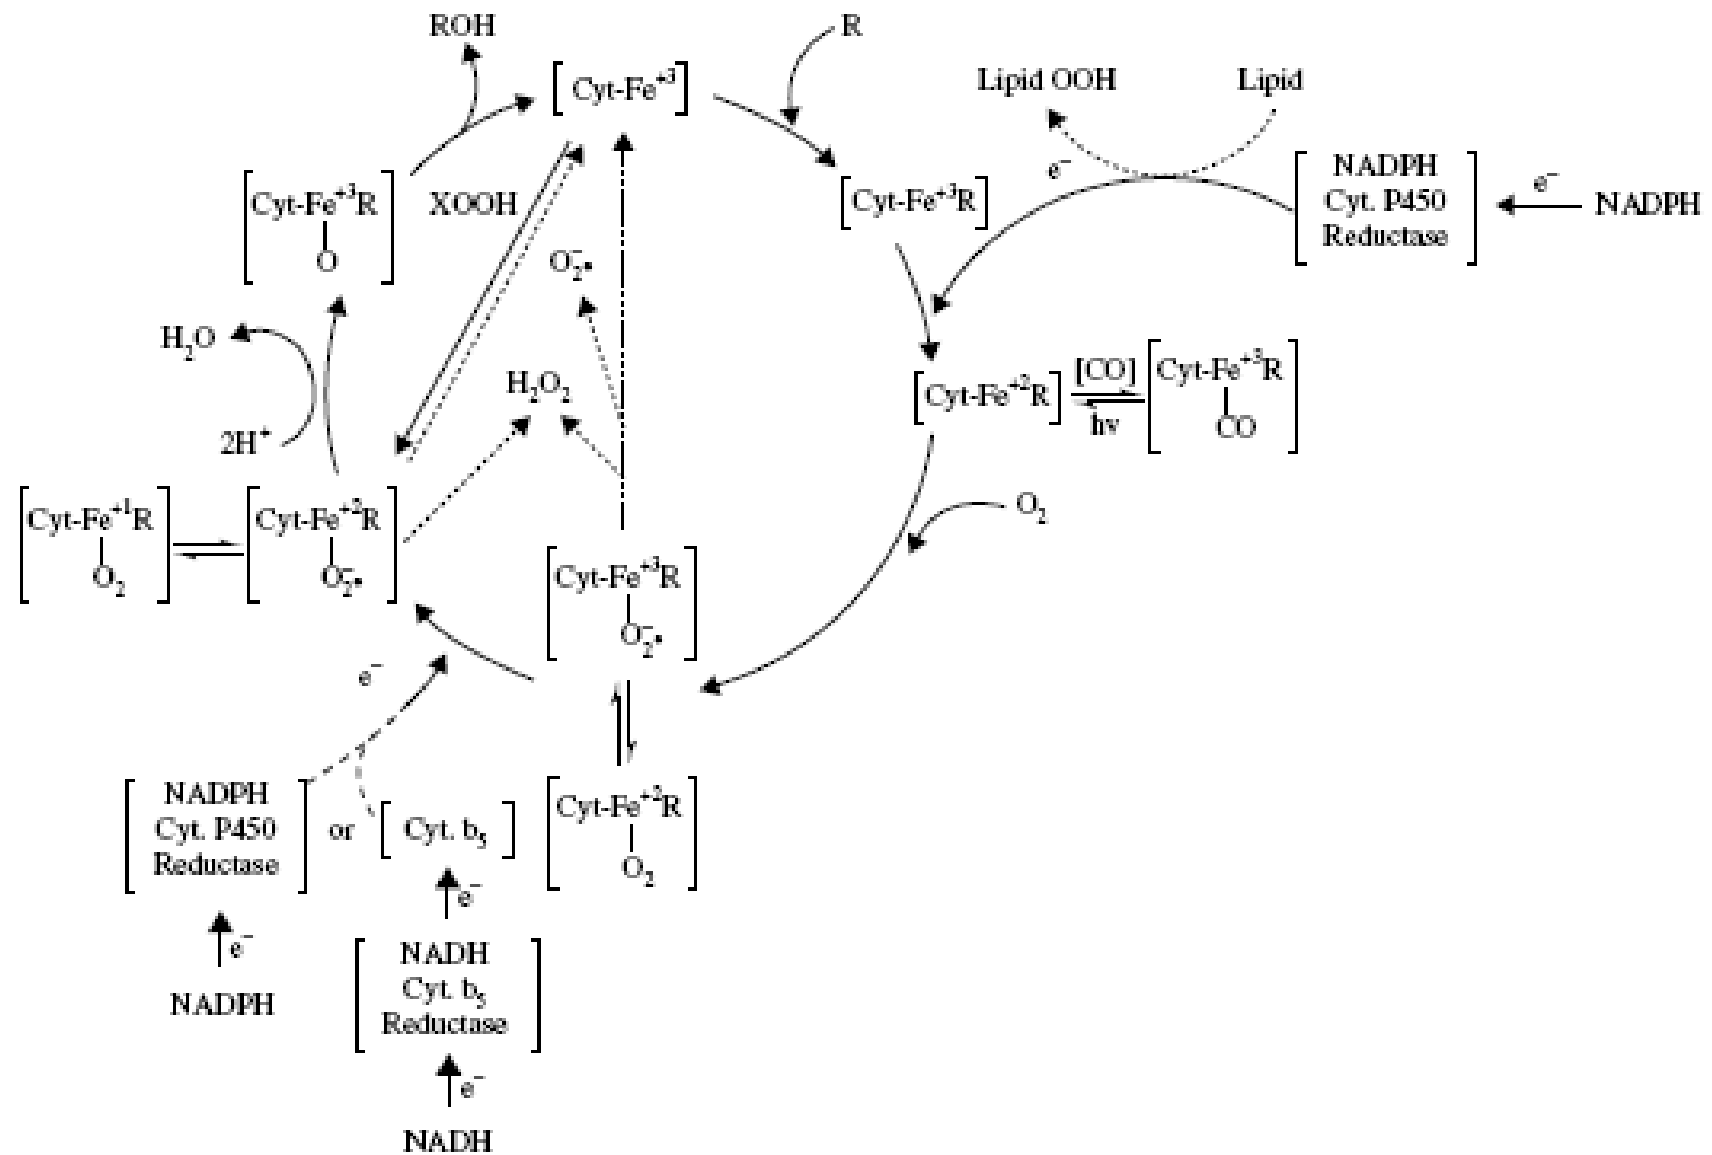 ROH
R
[Cyt-Fe⁺³]
Lipid OOH
Lipid
[Cyt-Fe⁺³R
O]
XOOH
[Cyt-Fe⁺³R]
e⁻
[NADPH
Cyt. P450
Reductase]
e⁻
NADPH
O₂⁻•
H₂O
H₂O₂
2H⁺
[Cyt-Fe⁺²R]
[CO]
hv
[Cyt-Fe⁺³R
CO]
O₂
[Cyt-Fe⁺¹R
O₂]
[Cyt-Fe⁺²R
O₂⁻•]
[Cyt-Fe⁺³R
O₂⁻•]
e⁻
[NADPH
Cyt. P450
Reductase]
or
[Cyt. b₅]
[Cyt-Fe⁺²R
O₂]
e⁻
NADPH
e⁻
[NADH
Cyt. b₅
Reductase]
e⁻
NADH